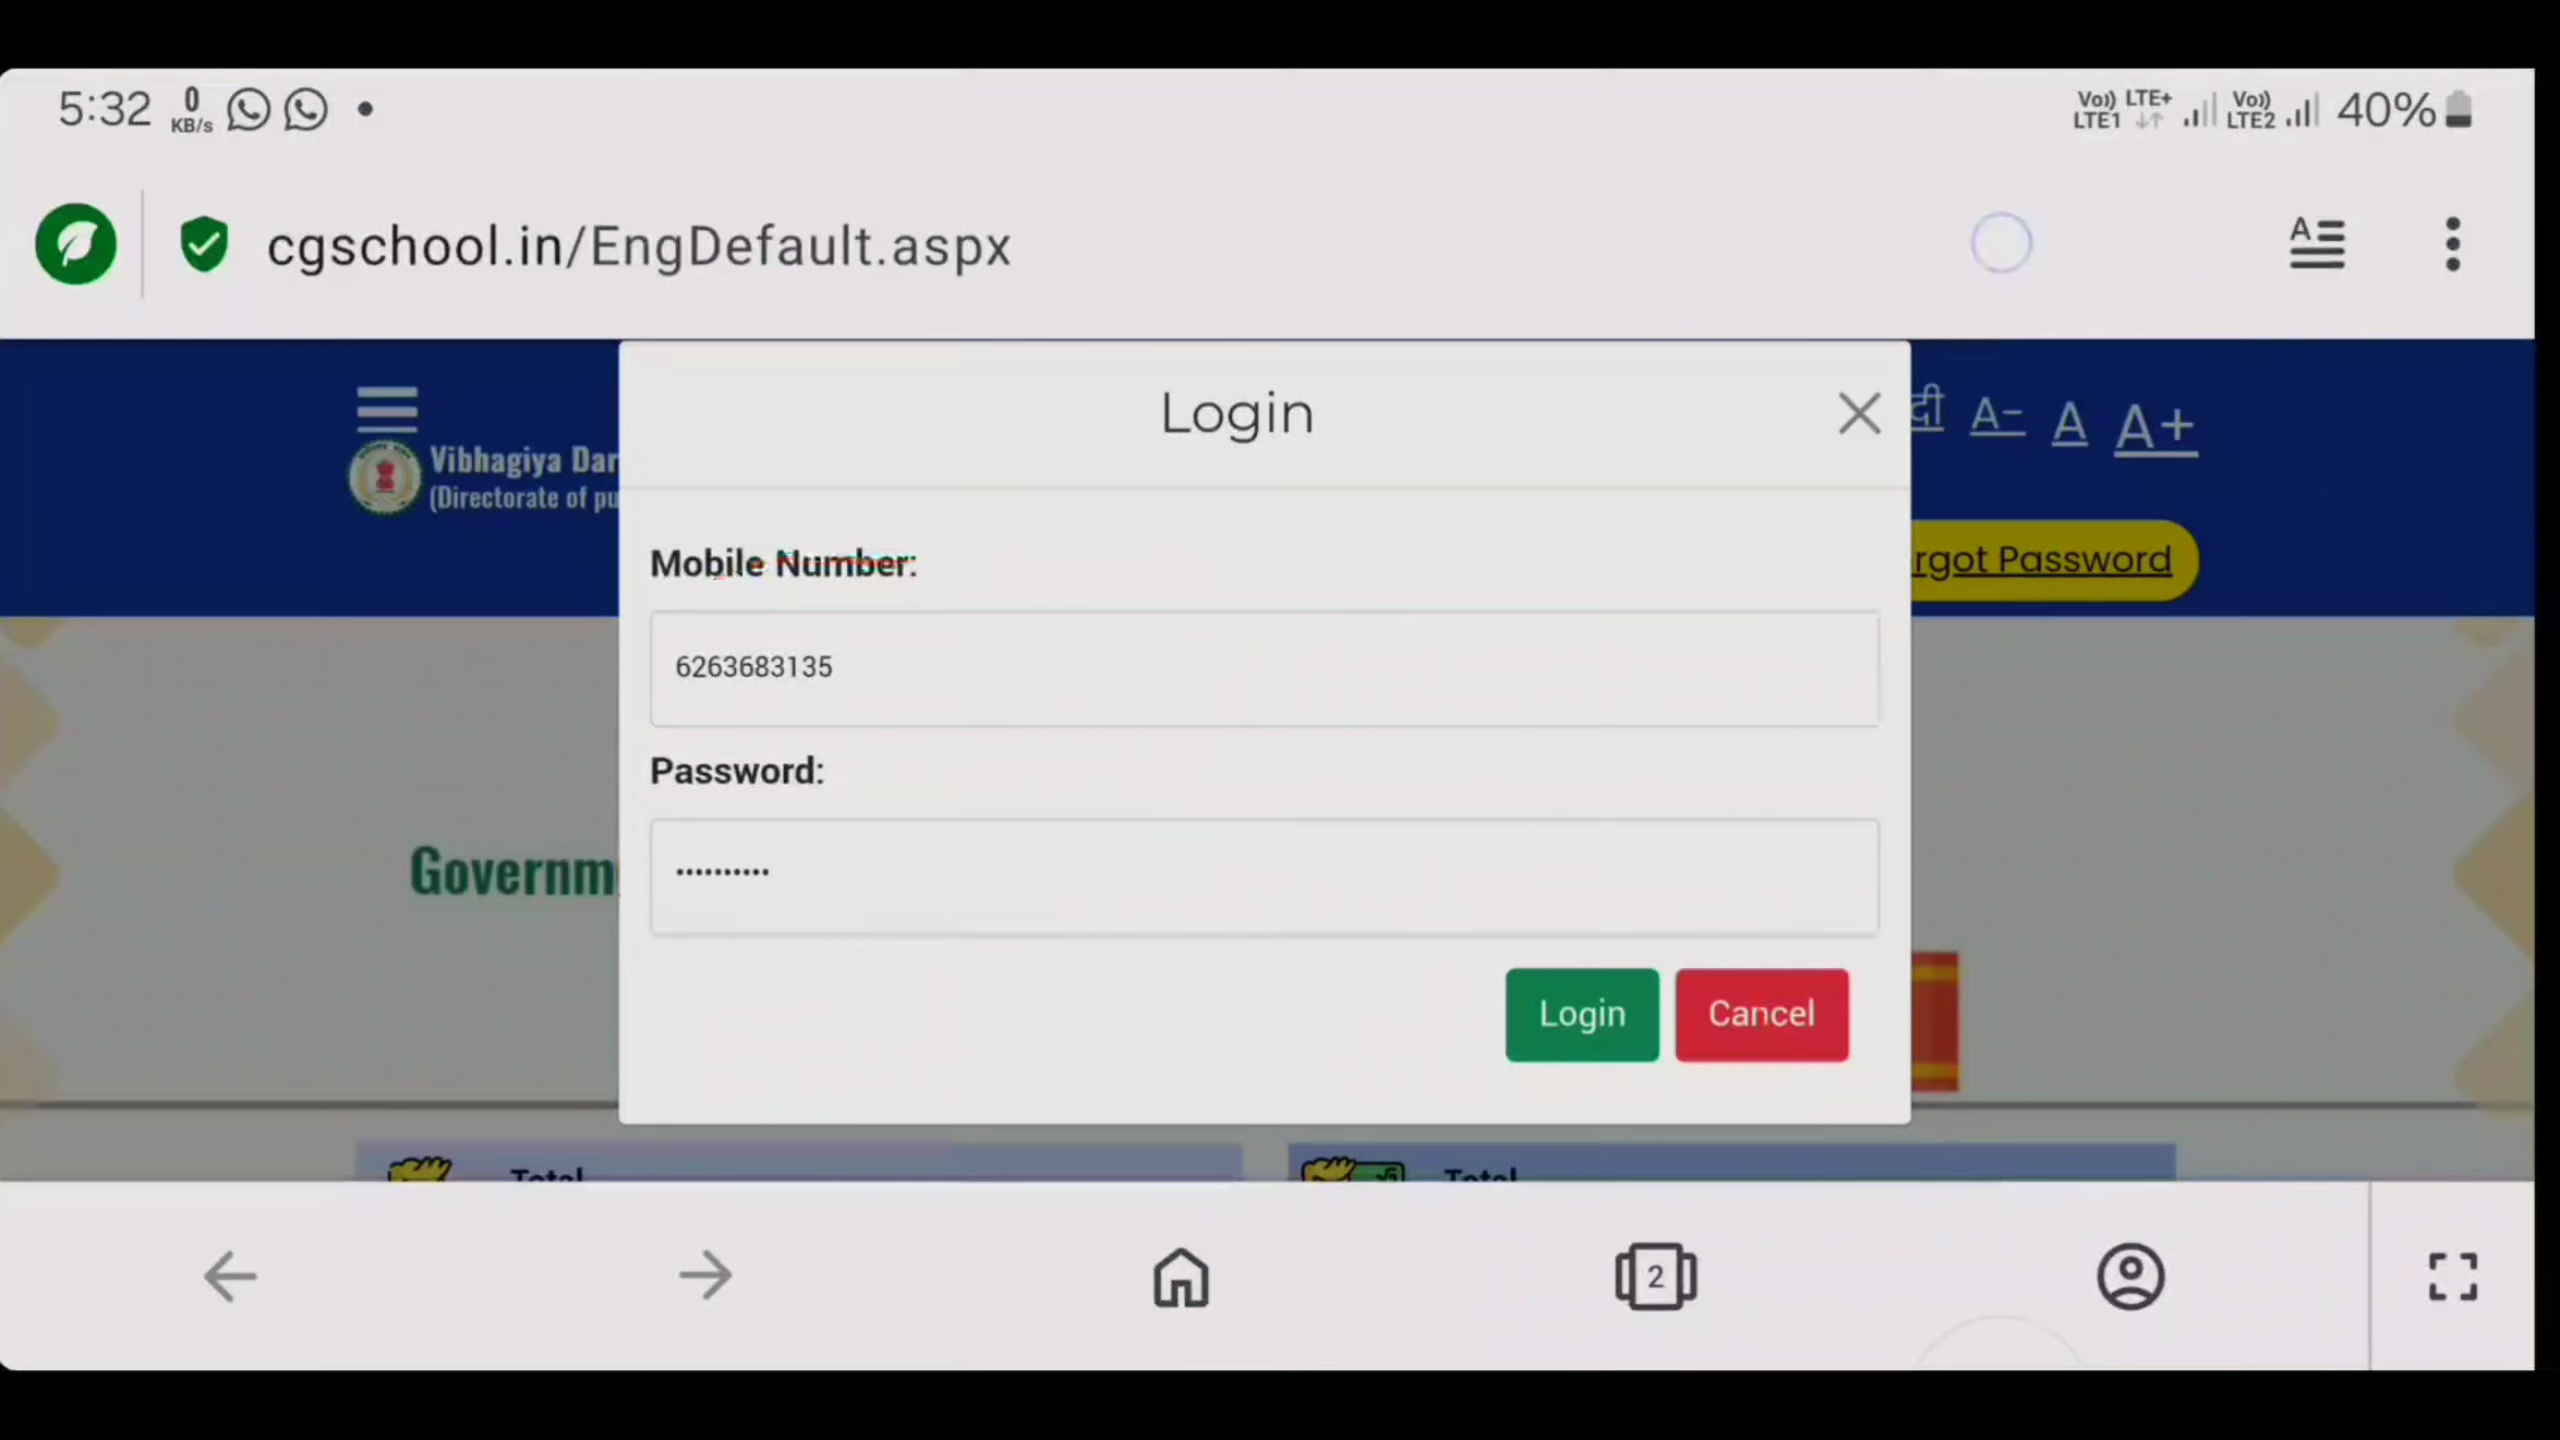 5:32 0 KB/s Vo)) LTE1 LTE+ Vo)) LTE2 40%
cgschool.in/EngDefault.aspx A
Login
दी A- A A+
Vibhagiya Dar
(Directorate of pu
rgot Password
Mobile Number:
6263683135
Password:
••••••••••
Governm
Login Cancel
Total Total
2